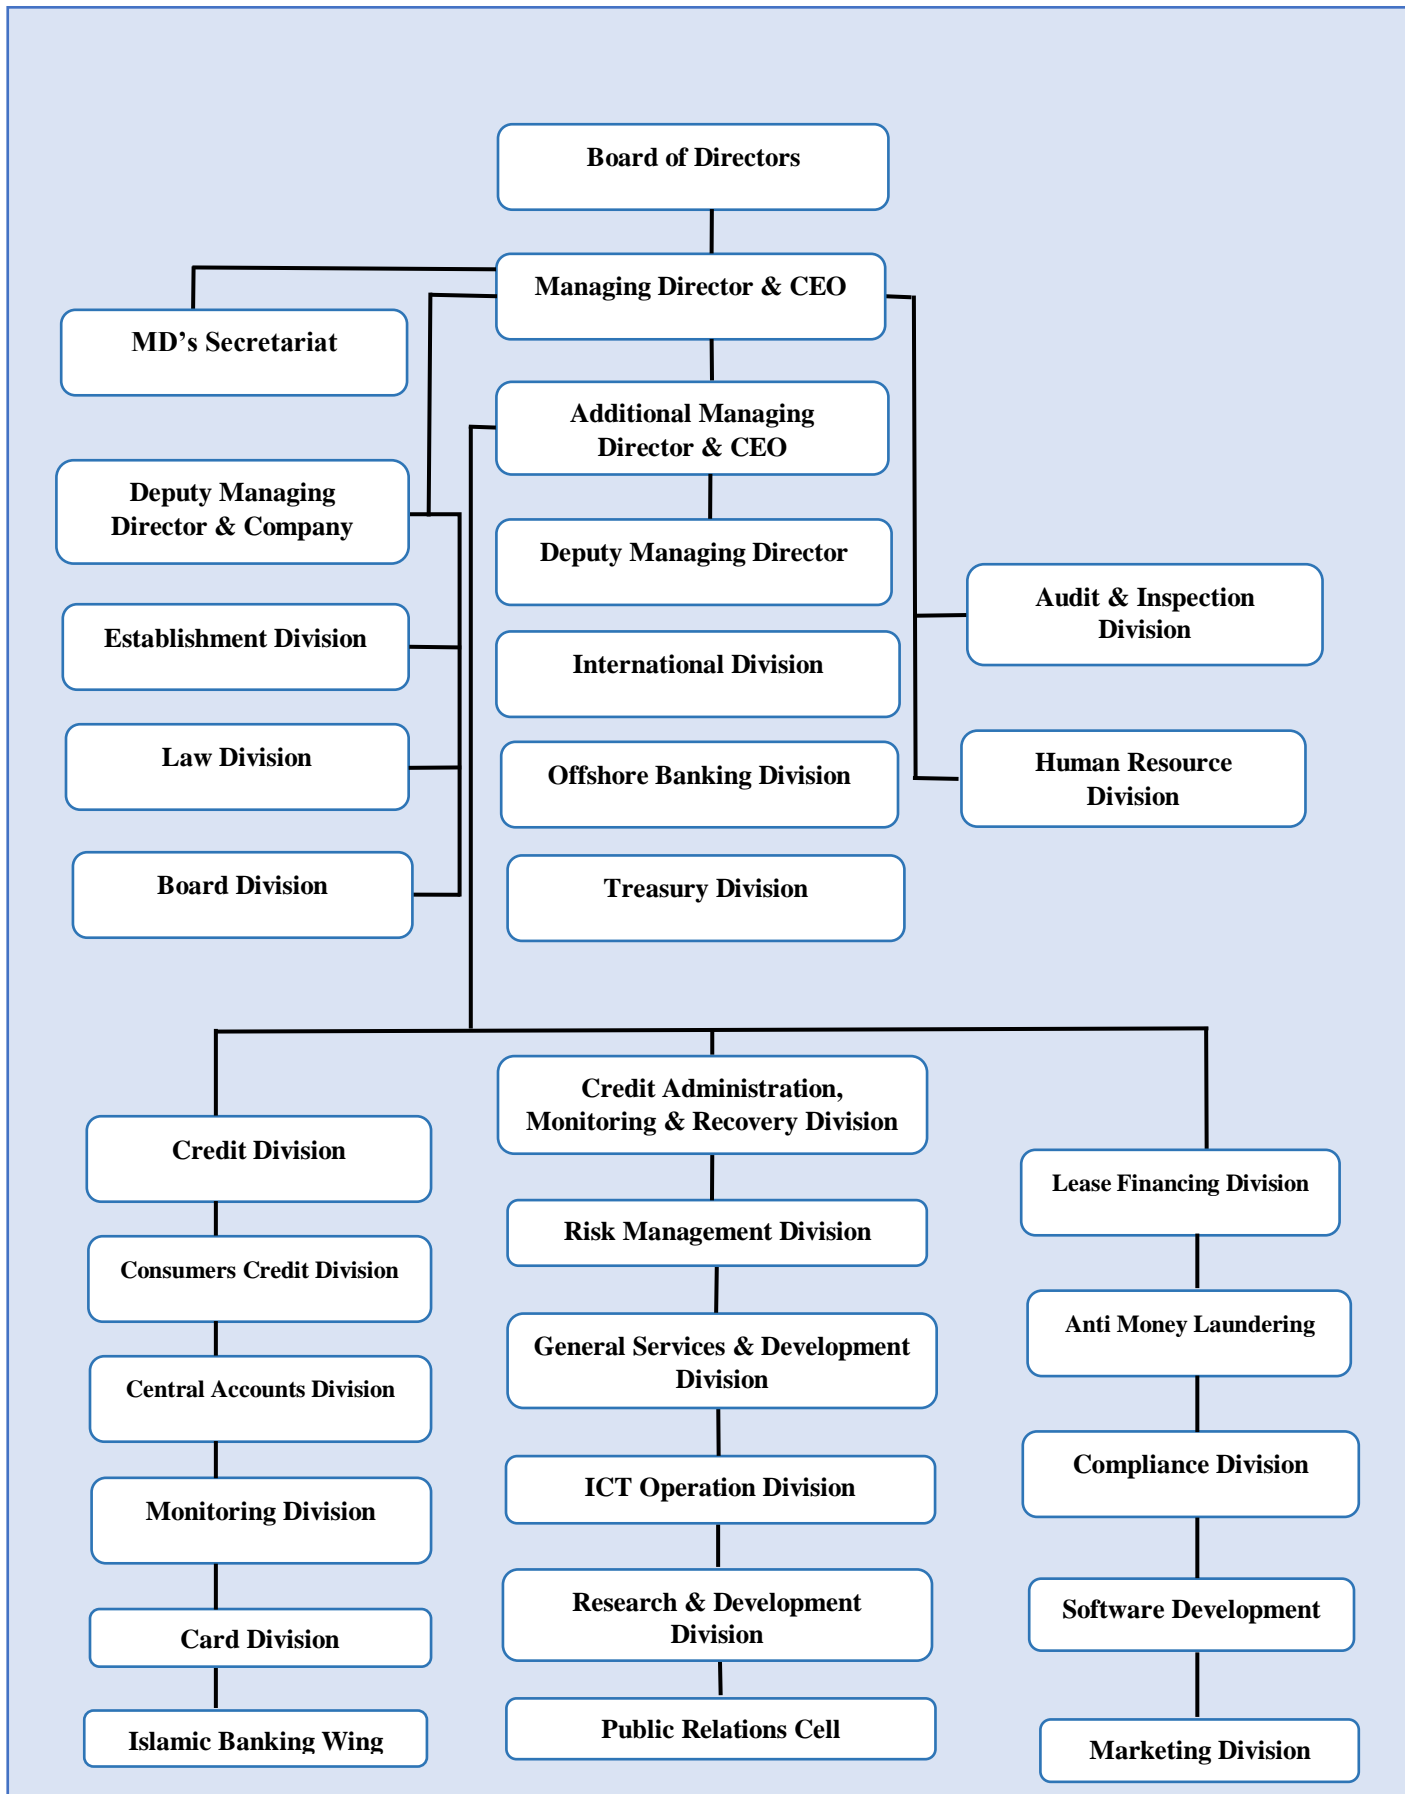 Board of Directors
Managing Director & CEO
MD’s Secretariat
Additional Managing
Director & CEO
Deputy Managing
Director & Company
Deputy Managing Director
Audit & Inspection
Division
Establishment Division
International Division
Law Division
Offshore Banking Division
Human Resource
Division
Board Division
Treasury Division
Credit Administration,
Monitoring & Recovery Division
Credit Division
Lease Financing Division
Risk Management Division
Consumers Credit Division
Anti Money Laundering
General Services & Development
Division
Central Accounts Division
Compliance Division
ICT Operation Division
Monitoring Division
Research & Development
Division
Software Development
Card Division
Public Relations Cell
Islamic Banking Wing
Marketing Division